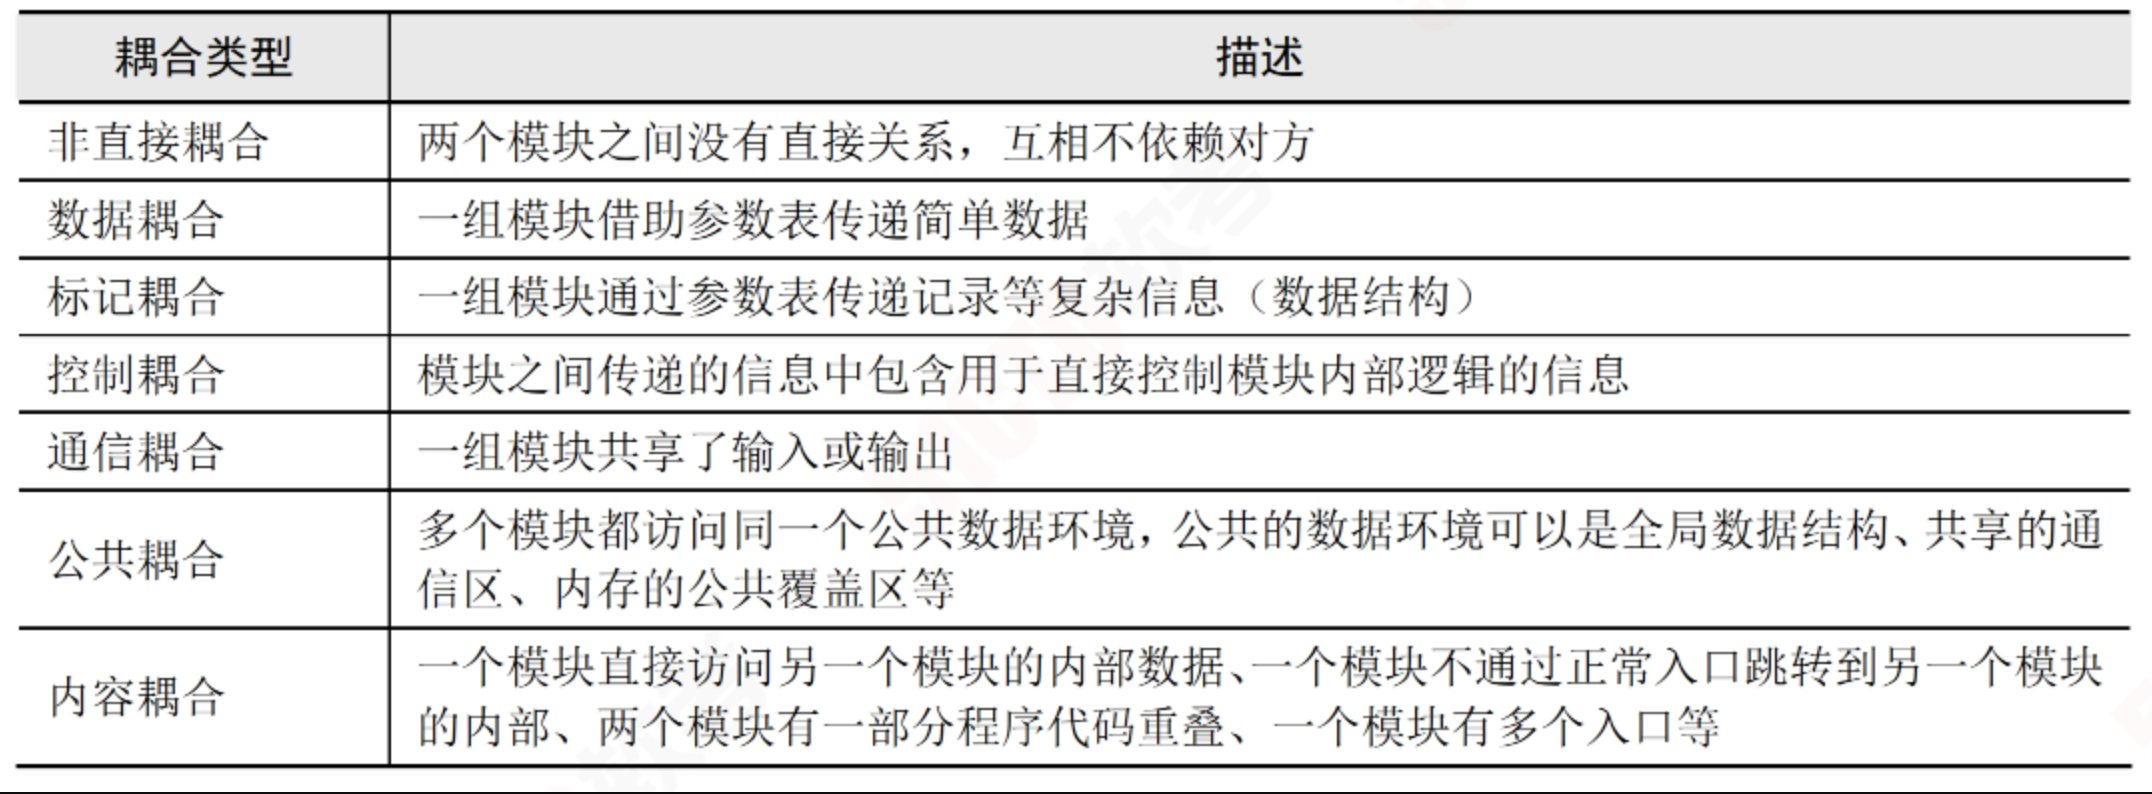 耦合类型 描述
非直接耦合 两个模块之间没有直接关系，互相不依赖对方
数据耦合 一组模块借助参数表传递简单数据
标记耦合 一组模块通过参数表传递记录等复杂信息（数据结构）
控制耦合 模块之间传递的信息中包含用于直接控制模块内部逻辑的信息
通信耦合 一组模块共享了输入或输出
公共耦合 多个模块都访问同一个公共数据环境，公共的数据环境可以是全局数据结构、共享的通
信区、内存的公共覆盖区等
内容耦合 一个模块直接访问另一个模块的内部数据、一个模块不通过正常入口跳转到另一个模块
的内部、两个模块有一部分程序代码重叠、一个模块有多个入口等
软考
软考